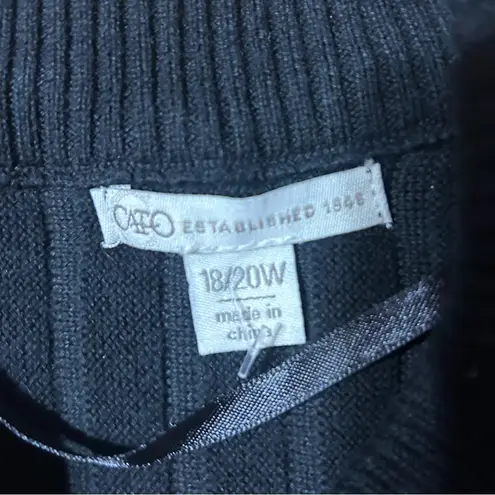 CATO ESTABLISHED 1946
18/20W
made in
china